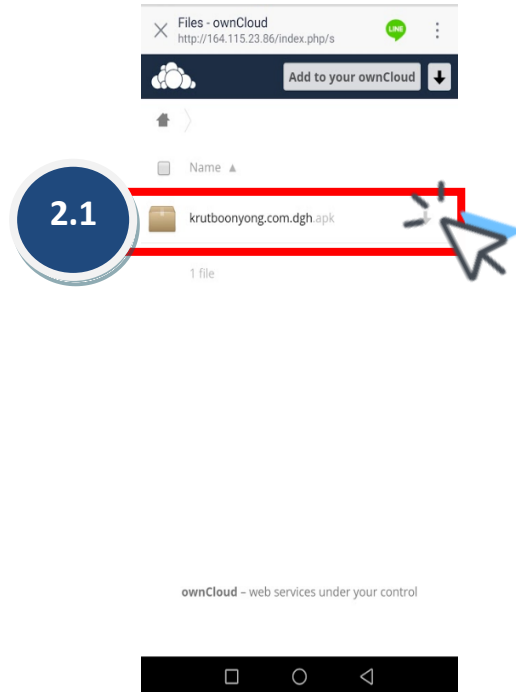 Files - ownCloud
http://164.115.23.86/index.php/s
LINE
Add to your ownCloud
Name
2.1
krutboonyong.com.dgh.apk
1 file
ownCloud – web services under your control